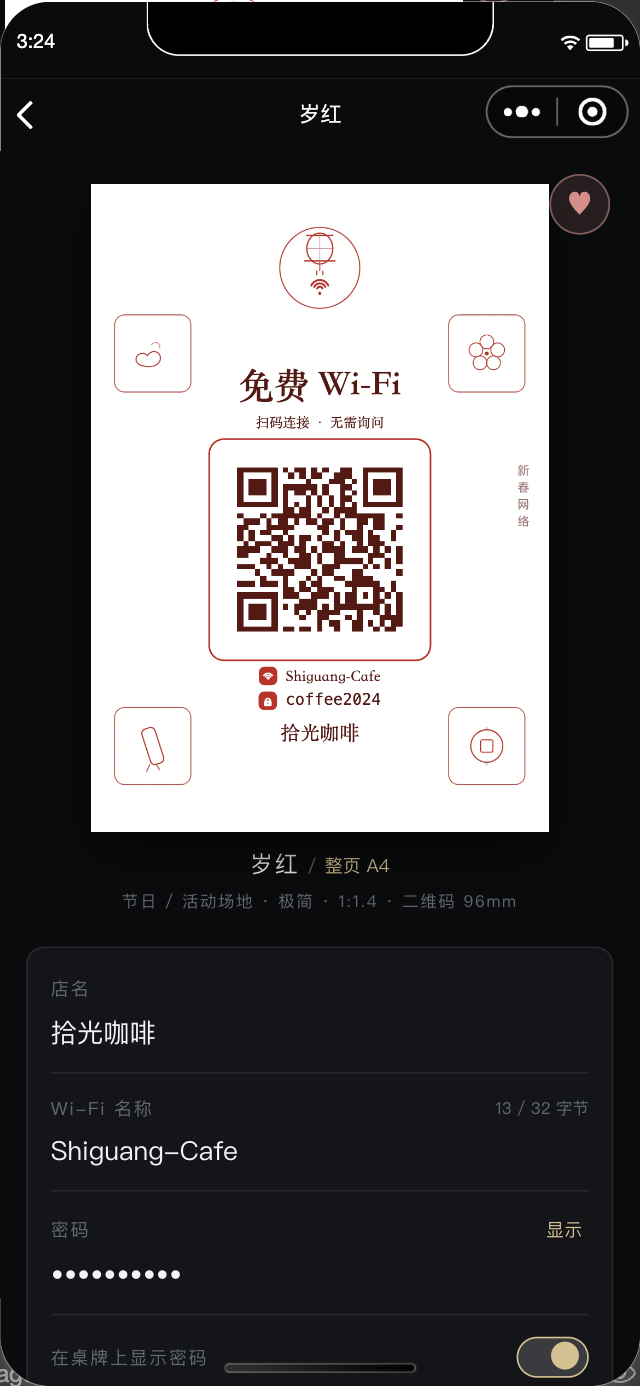 3:24
岁红
免费 Wi-Fi
扫码连接 · 无需询问
新春网络
Shiguang-Cafe
coffee2024
拾光咖啡
岁红 / 整页 A4
节日 / 活动场地 · 极简 · 1:1.4 · 二维码 96mm
店名
拾光咖啡
Wi-Fi 名称
13 / 32 字节
Shiguang-Cafe
密码
显示
••••••••••
在桌牌上显示密码